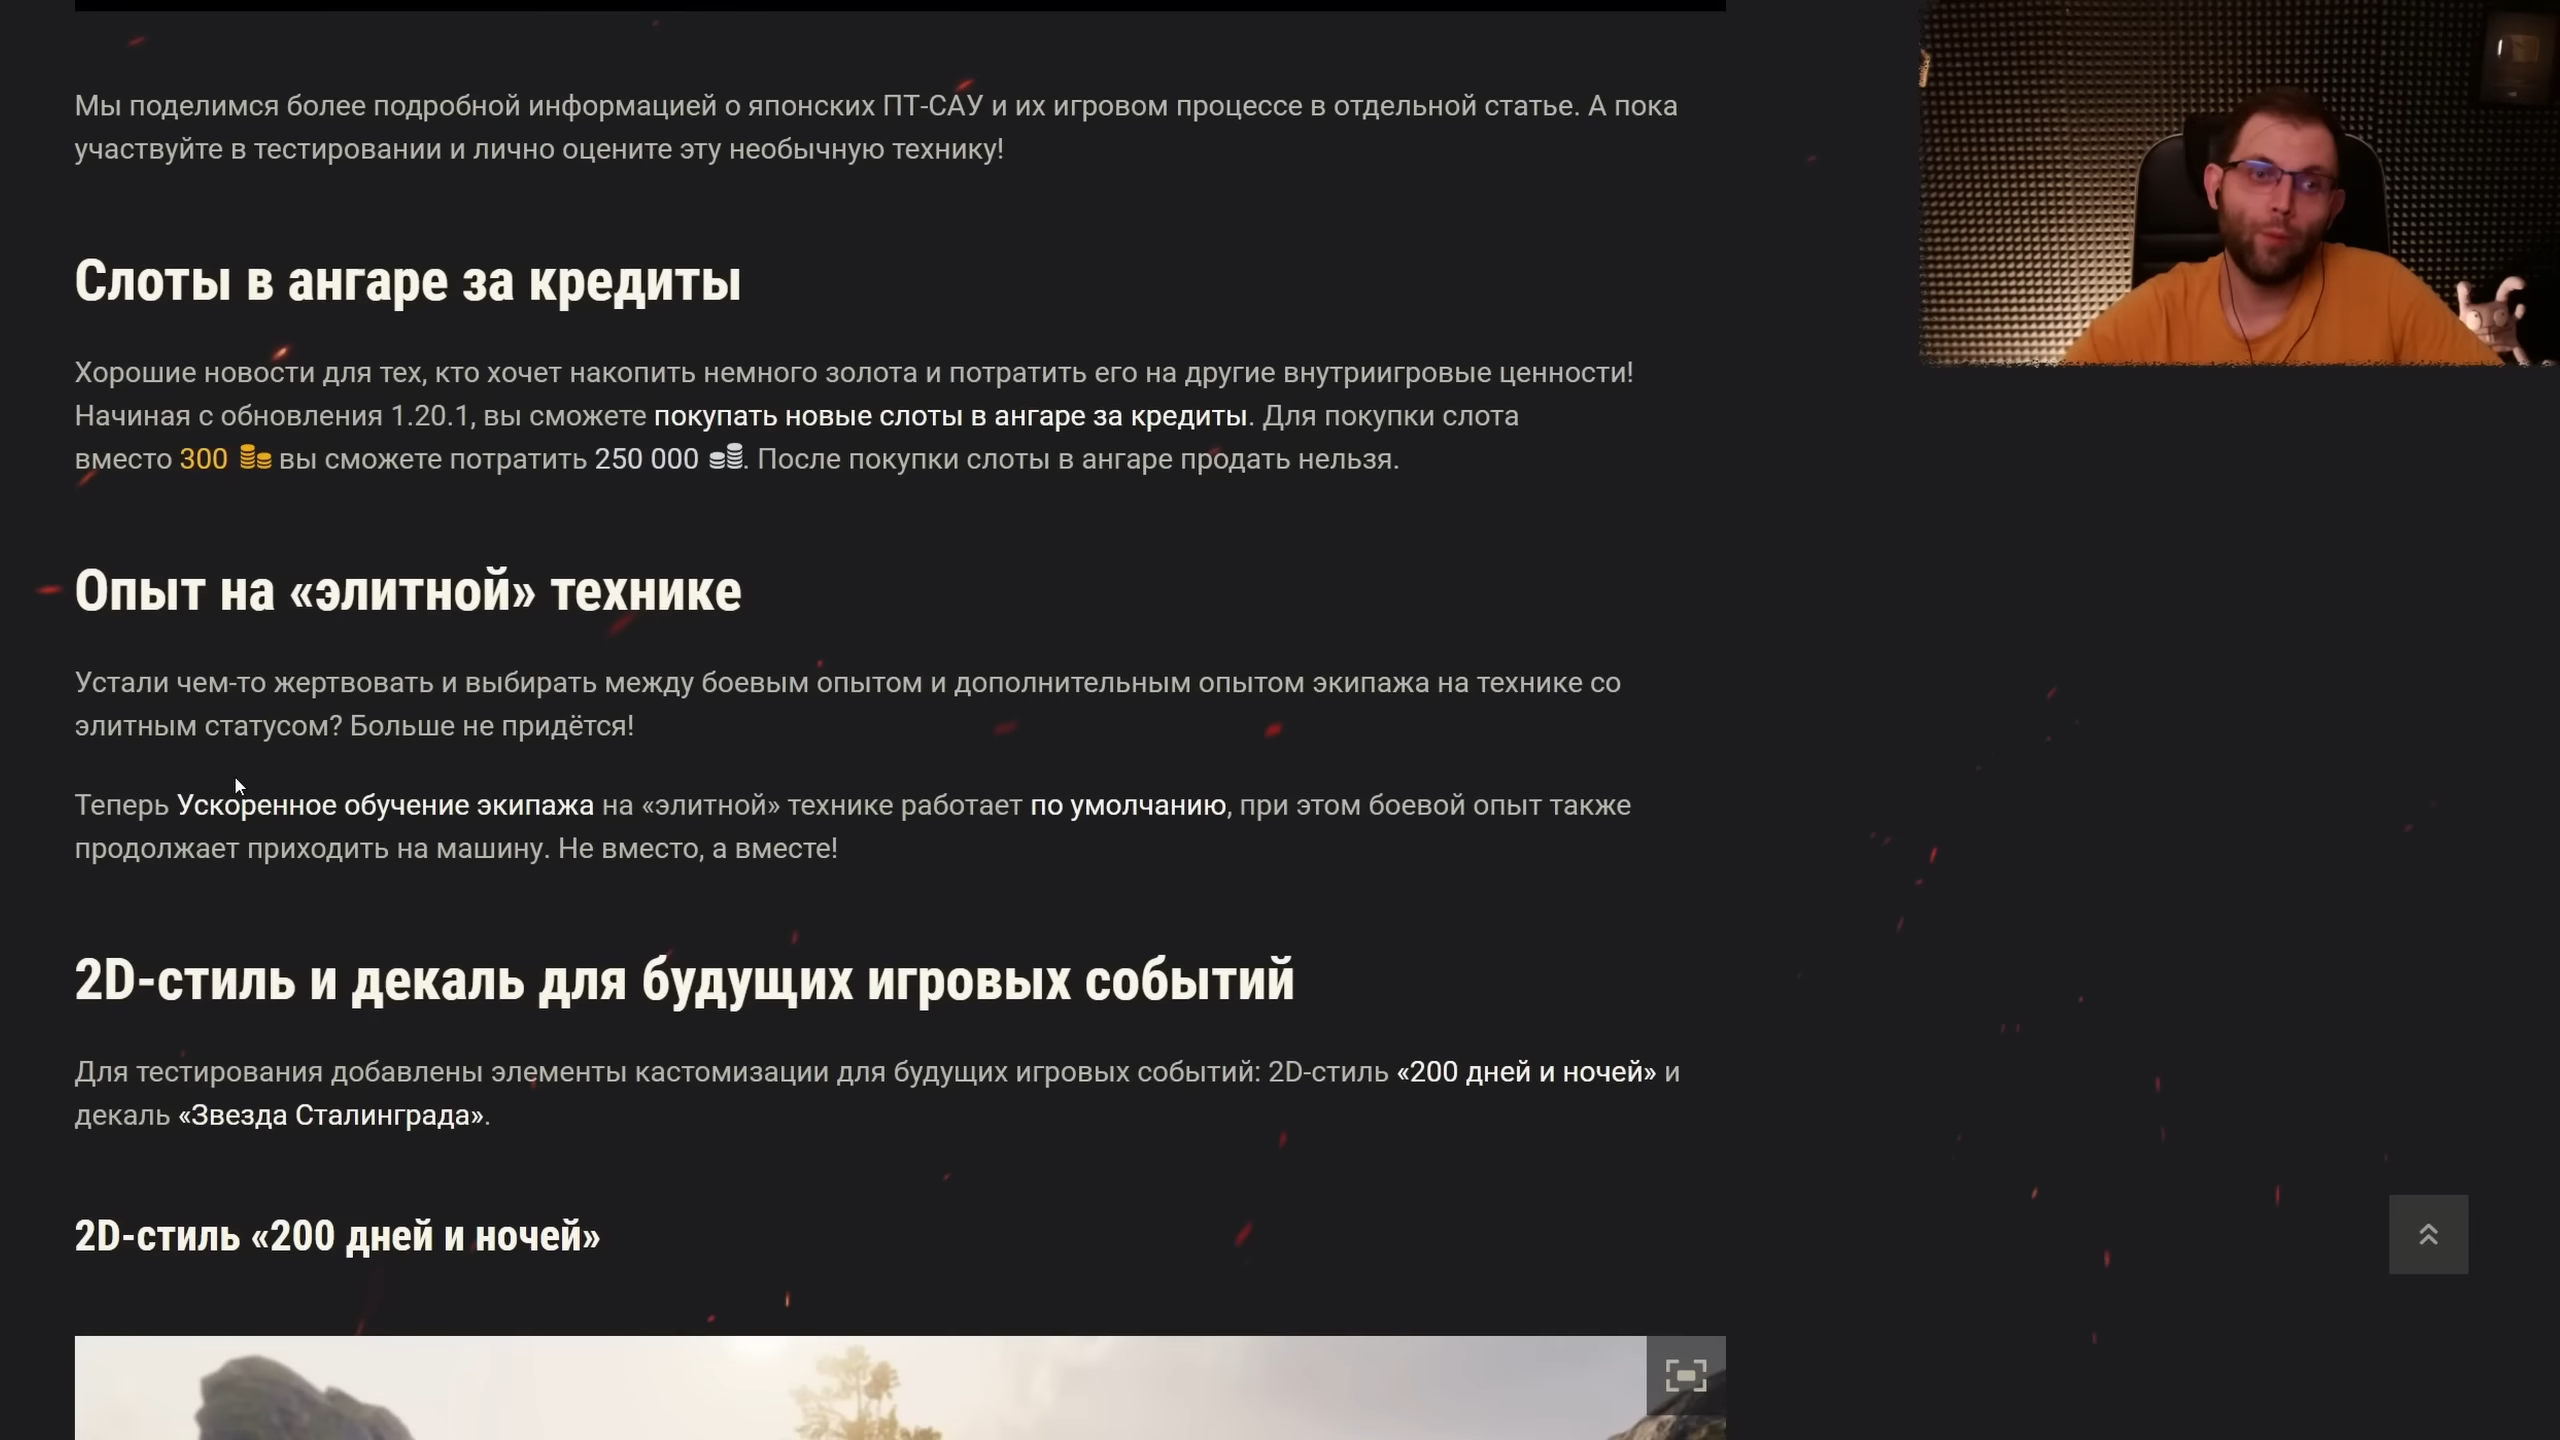 Мы поделимся более подробной информацией о японских ПТ-САУ и их игровом процессе в отдельной статье. А пока
участвуйте в тестировании и лично оцените эту необычную технику!
Слоты в ангаре за кредиты
Хорошие новости для тех, кто хочет накопить немного золота и потратить его на другие внутриигровые ценности!
Начиная с обновления 1.20.1, вы сможете покупать новые слоты в ангаре за кредиты. Для покупки слота
вместо 300 вы сможете потратить 250 000 . После покупки слоты в ангаре продать нельзя.
Опыт на «элитной» технике
Устали чем-то жертвовать и выбирать между боевым опытом и дополнительным опытом экипажа на технике со
элитным статусом? Больше не придётся!
Теперь Ускоренное обучение экипажа на «элитной» технике работает по умолчанию, при этом боевой опыт также
продолжает приходить на машину. Не вместо, а вместе!
2D-стиль и декаль для будущих игровых событий
Для тестирования добавлены элементы кастомизации для будущих игровых событий: 2D-стиль «200 дней и ночей» и
декаль «Звезда Сталинграда».
2D-стиль «200 дней и ночей»